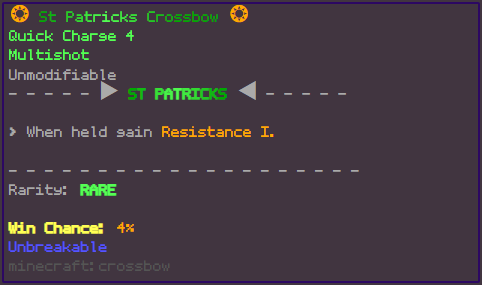 St Patricks Crossbow
Quick Charge 4
Multishot
Unmodifiable
- - - - - ▶ ST PATRICKS ◀ - - - - -
> When held gain Resistance I.
- - - - - - - - - - - - - - - - - - - -
Rarity: RARE
Win Chance: 4%
Unbreakable
minecraft:crossbow